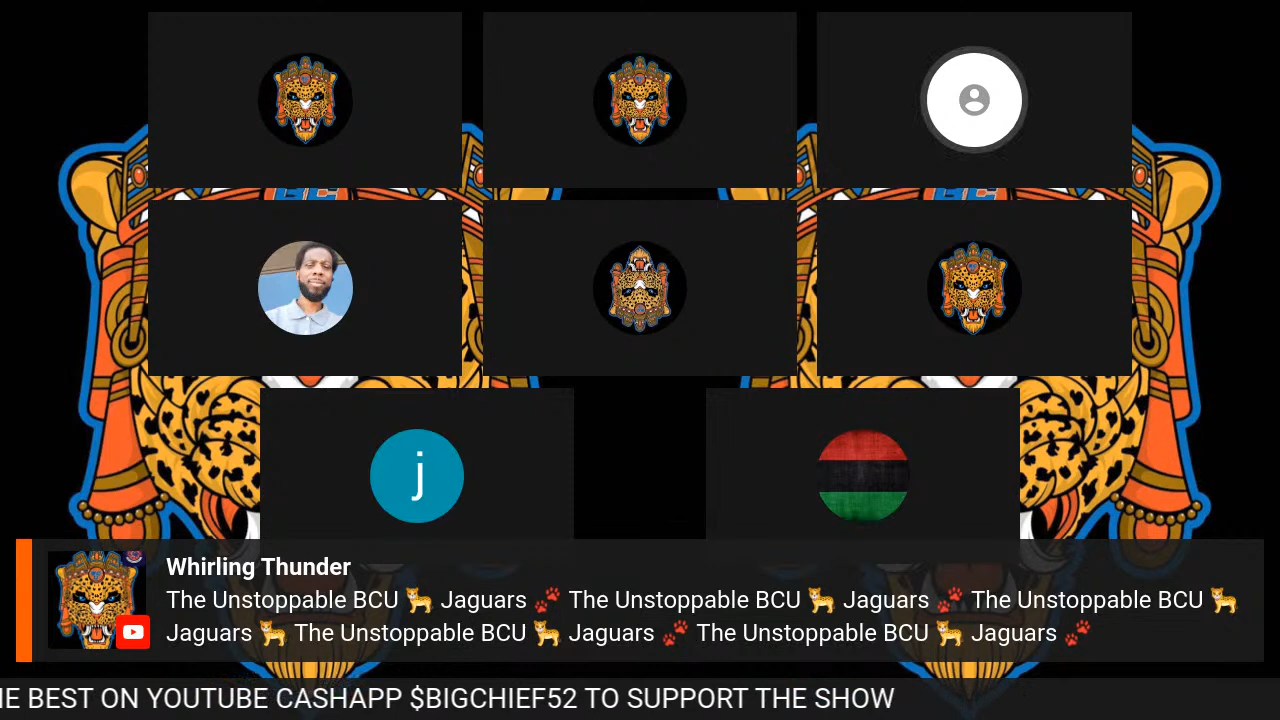 j
Whirling Thunder
The Unstoppable BCU 🐆 Jaguars 🐾 The Unstoppable BCU 🐆 Jaguars 🐾 The Unstoppable BCU 🐆
Jaguars 🐆 The Unstoppable BCU 🐆 Jaguars 🐾 The Unstoppable BCU 🐆 Jaguars 🐾
BEST ON YOUTUBE CASHAPP $BIGCHIEF52 TO SUPPORT THE SHOW